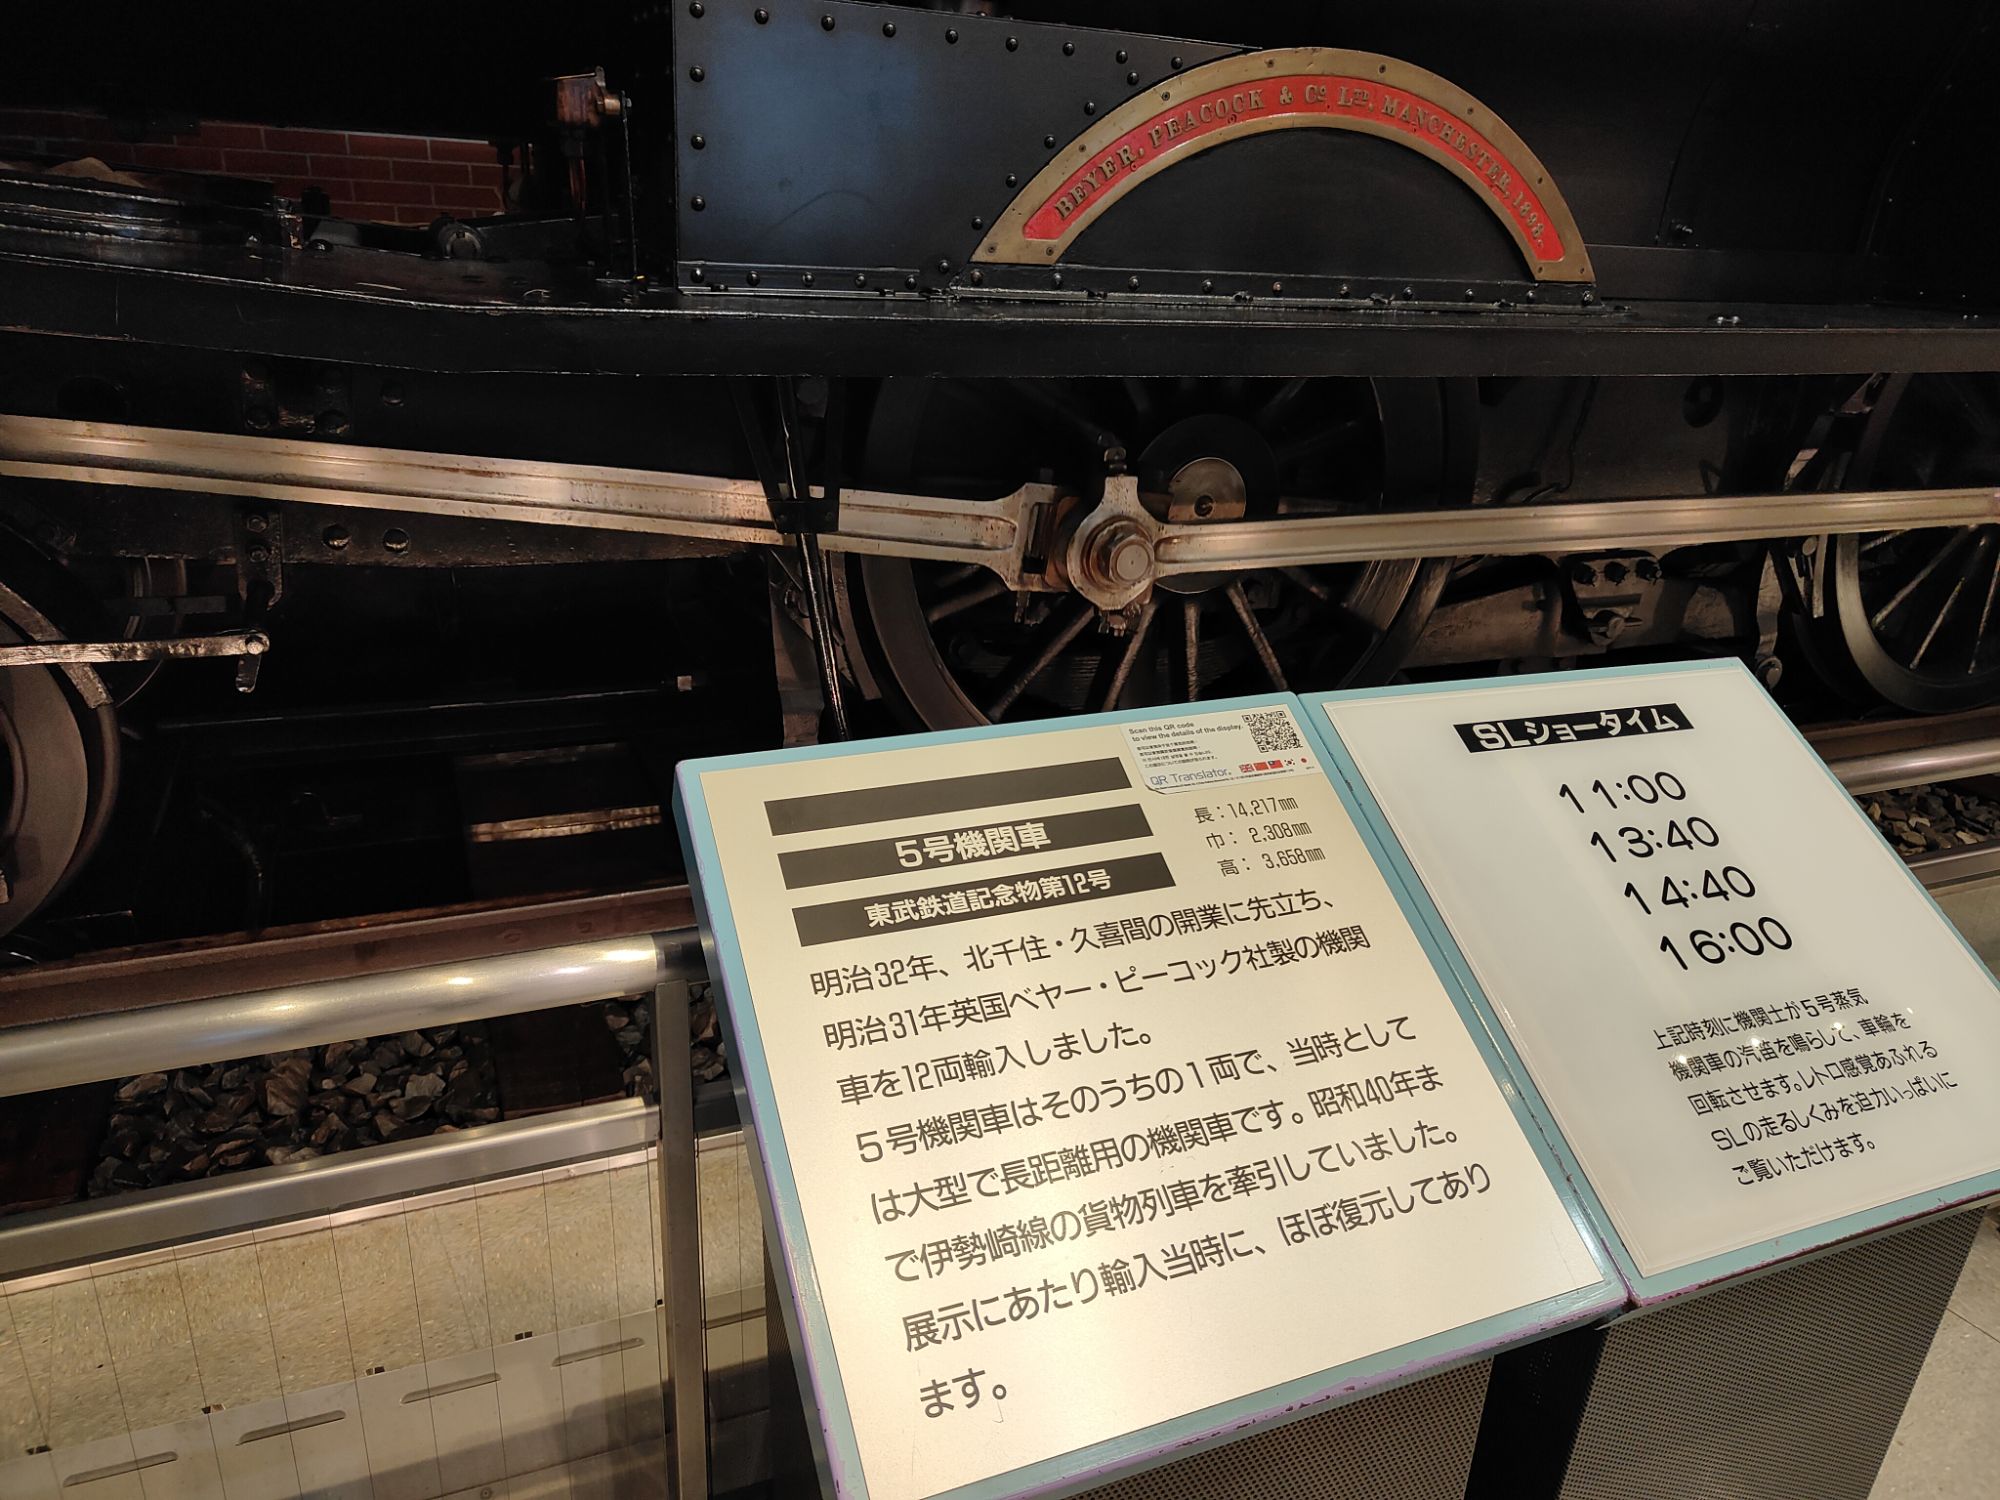 BEYER, PEACOCK & Cº LTD, MANCHESTER, 1898.
Scan this QR code
to view the details of the display.
QR Translator.
5号機関車
東武鉄道記念物第12号
長：14,217mm
巾： 2,308mm
高： 3,658mm
明治32年、北千住・久喜間の開業に先立ち、
明治31年英国ベヤー・ピーコック社製の機関
車を12両輸入しました。
5号機関車はそのうちの1両で、当時として
は大型で長距離用の機関車です。昭和40年ま
で伊勢崎線の貨物列車を牽引していました。
展示にあたり輸入当時に、ほぼ復元してあり
ます。
SLショータイム
11:00
13:40
14:40
16:00
上記時刻に機関士が5号蒸気
機関車の汽笛を鳴らして、車輪を
回転させます。レトロ感覚あふれる
SLの走るしくみを迫力いっぱいに
ご覧いただけます。